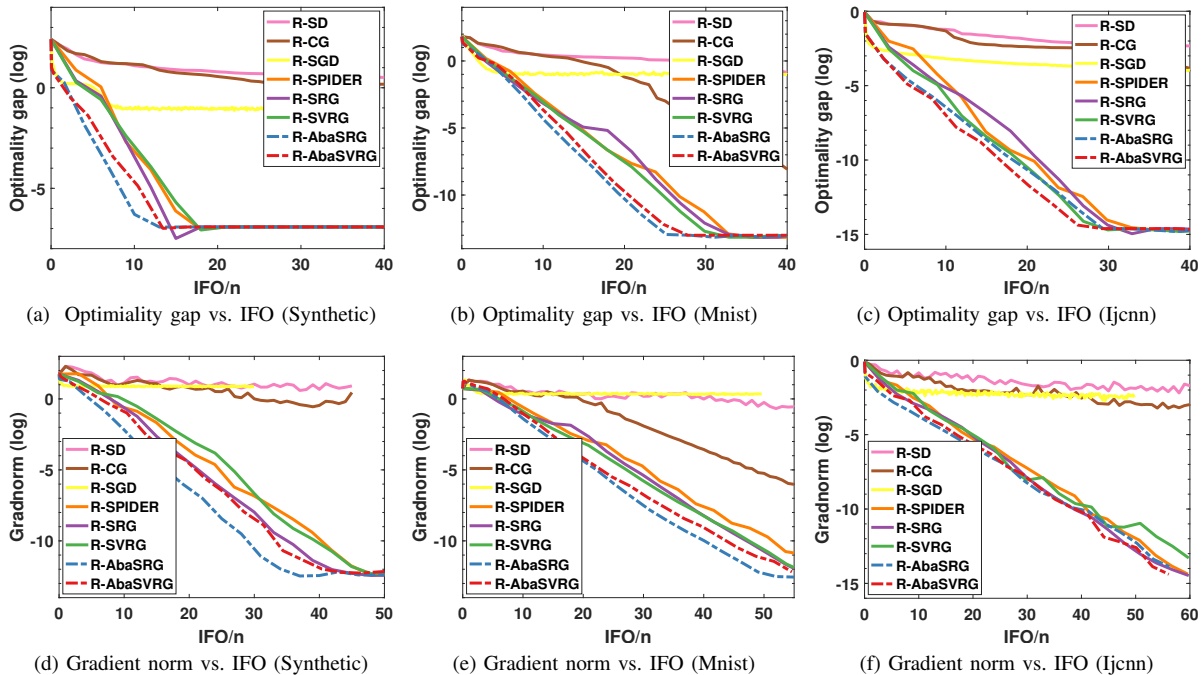 Optimality gap (log)
0
-5
0
10
20
30
40
IFO/n
R-SD
R-CG
R-SGD
R-SPIDER
R-SRG
R-SVRG
R-AbaSRG
R-AbaSVRG
(a) Optimiality gap vs. IFO (Synthetic)
Optimality gap (log)
0
-5
-10
0
10
20
30
40
IFO/n
R-SD
R-CG
R-SGD
R-SPIDER
R-SRG
R-SVRG
R-AbaSRG
R-AbaSVRG
(b) Optimality gap vs. IFO (Mnist)
Optimality gap (log)
0
-5
-10
-15
0
10
20
30
40
IFO/n
R-SD
R-CG
R-SGD
R-SPIDER
R-SRG
R-SVRG
R-AbaSRG
R-AbaSVRG
(c) Optimality gap vs. IFO (Ijcnn)
Gradnorm (log)
0
-5
-10
0
10
20
30
40
50
IFO/n
R-SD
R-CG
R-SGD
R-SPIDER
R-SRG
R-SVRG
R-AbaSRG
R-AbaSVRG
(d) Gradient norm vs. IFO (Synthetic)
Gradnorm (log)
0
-5
-10
0
10
20
30
40
50
IFO/n
R-SD
R-CG
R-SGD
R-SPIDER
R-SRG
R-SVRG
R-AbaSRG
R-AbaSVRG
(e) Gradient norm vs. IFO (Mnist)
Gradnorm (log)
0
-5
-10
-15
0
10
20
30
40
50
60
IFO/n
R-SD
R-CG
R-SGD
R-SPIDER
R-SRG
R-SVRG
R-AbaSRG
R-AbaSVRG
(f) Gradient norm vs. IFO (Ijcnn)